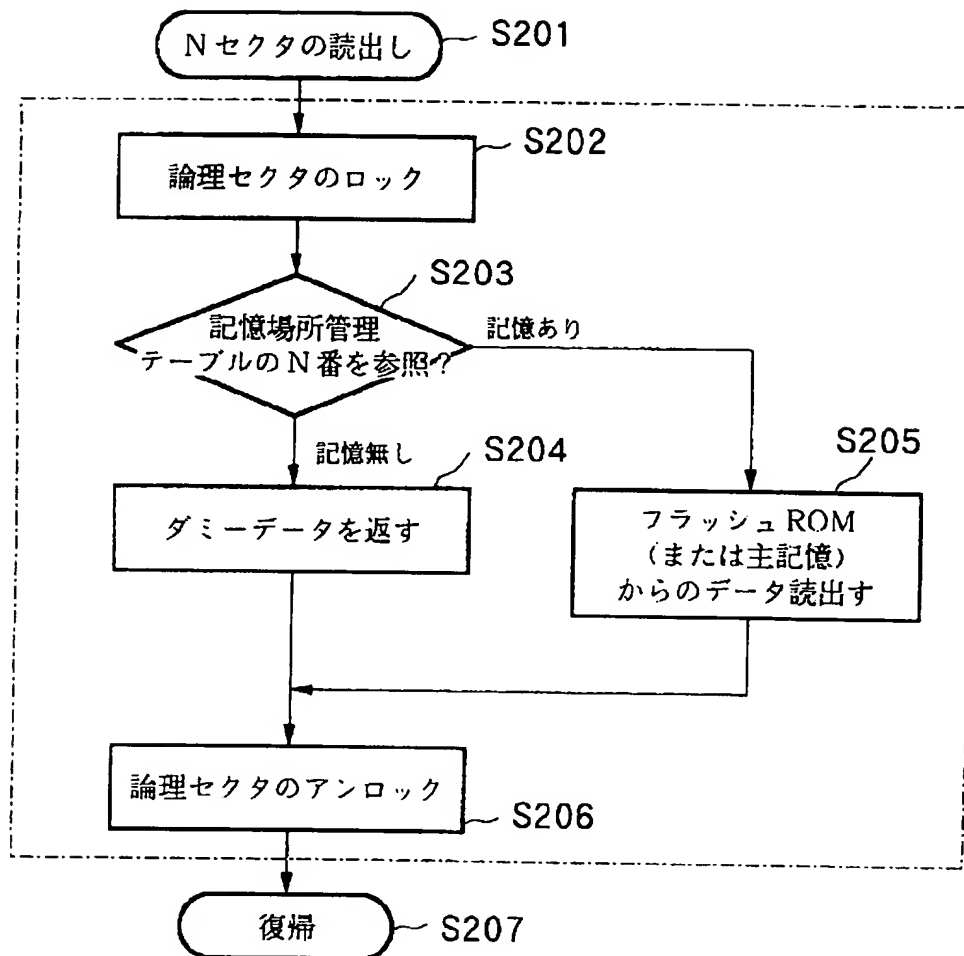 Nセクタの読出し
S201
論理セクタのロック
S202
S203
記憶場所管理
テーブルのN番を参照?
記憶あり
記憶無し
S204
ダミーデータを返す
S205
フラッシュROM
(または主記憶)
からのデータ読出す
論理セクタのアンロック
S206
復帰
S207